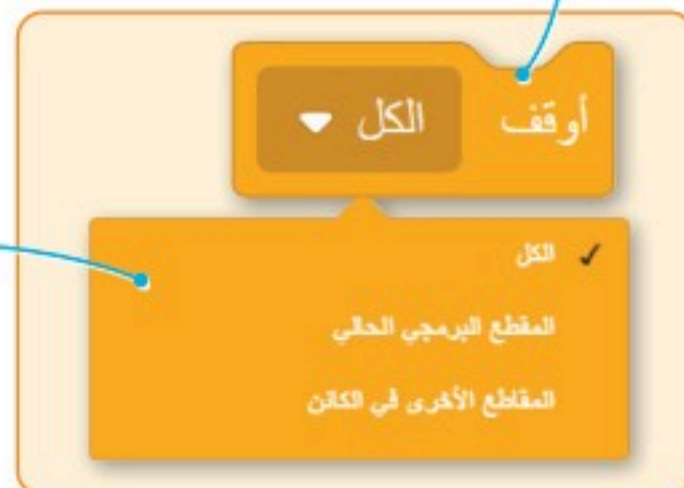 أوقف الكل
الكل
المقطع البرمجي الحالي
المقاطع الأخرى في الكائن